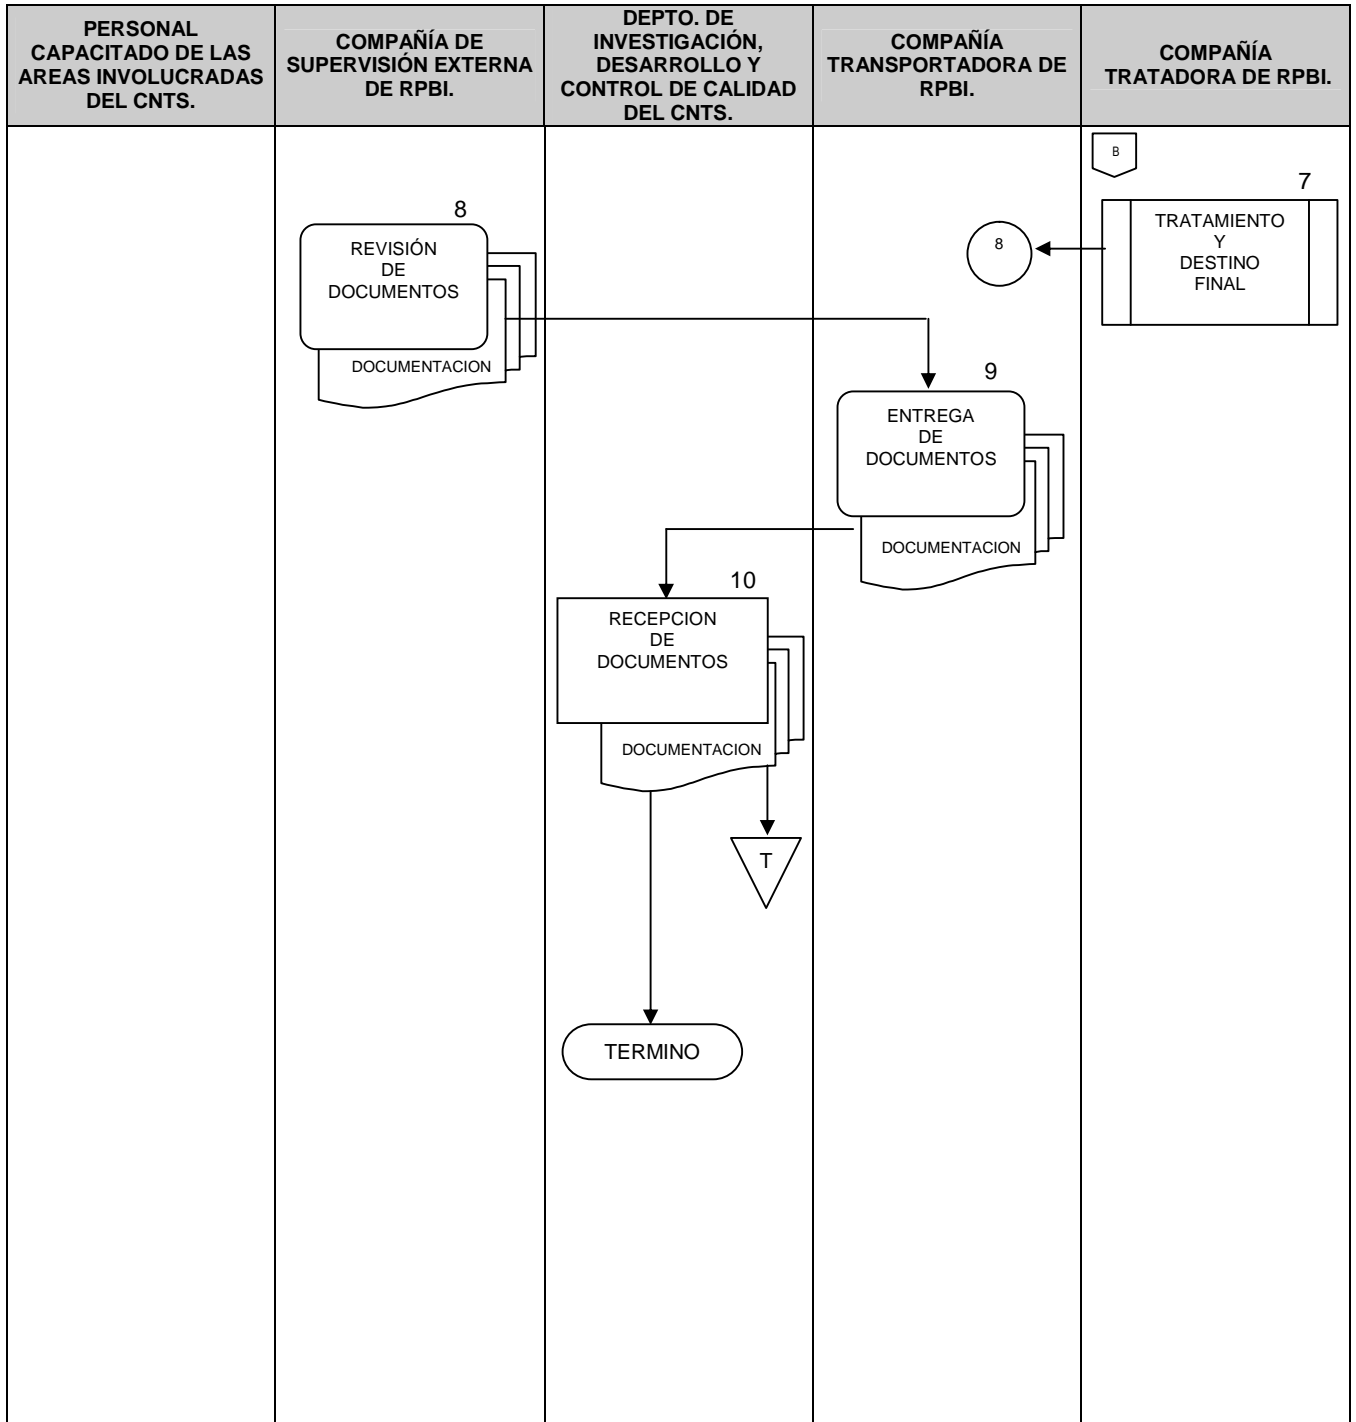 PERSONAL
CAPACITADO DE LAS
AREAS INVOLUCRADAS
DEL CNTS.
COMPAÑÍA DE
SUPERVISIÓN EXTERNA
DE RPBI.
DEPTO. DE
INVESTIGACIÓN,
DESARROLLO Y
CONTROL DE CALIDAD
DEL CNTS.
COMPAÑÍA
TRANSPORTADORA DE
RPBI.
COMPAÑÍA
TRATADORA DE RPBI.
B
7
TRATAMIENTO
Y
DESTINO
FINAL
8
8
REVISIÓN
DE
DOCUMENTOS
DOCUMENTACION
9
ENTREGA
DE
DOCUMENTOS
DOCUMENTACION
10
RECEPCION
DE
DOCUMENTOS
DOCUMENTACION
T
TERMINO